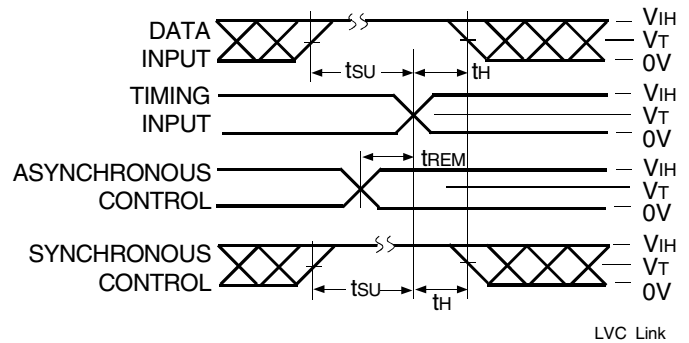 DATA
INPUT
tSU
tH
VIH
VT
0V
TIMING
INPUT
VIH
VT
0V
tREM
ASYNCHRONOUS
CONTROL
VIH
VT
0V
SYNCHRONOUS
CONTROL
tSU
tH
VIH
VT
0V
LVC Link